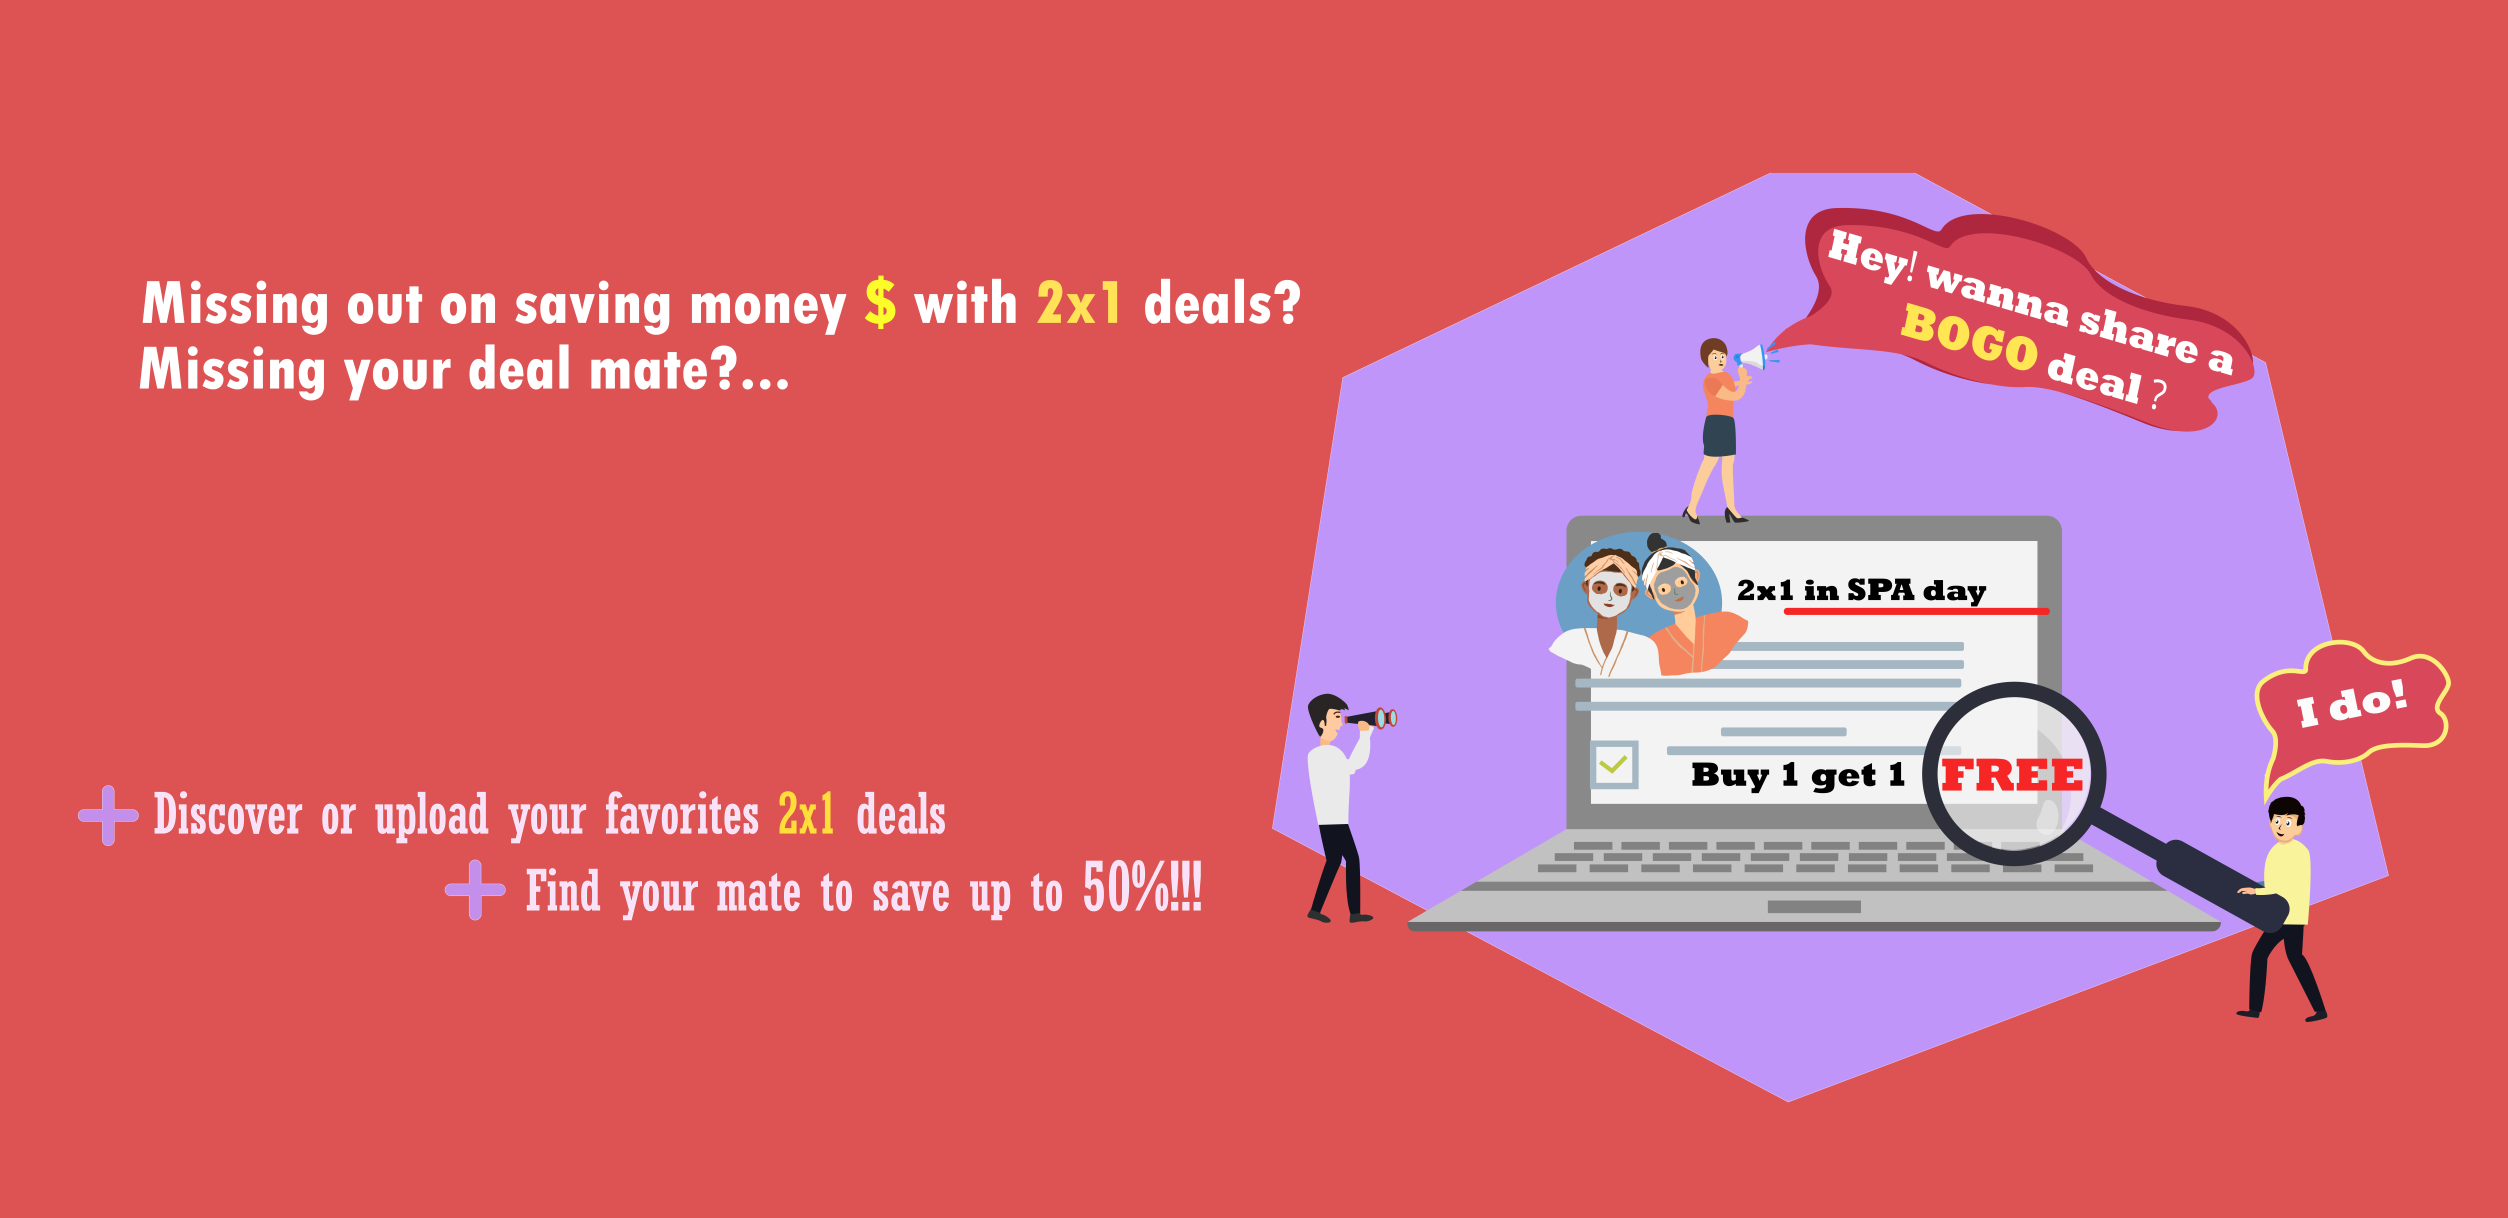 Missing out on saving money $ with 2x1 deals?
Missing your deal mate?...
Discover or upload your favorites 2x1 deals
Find your mate to save up to 50%!!!
Hey! wanna share a
BOGO deal?
2x1 in SPA day
Buy 1 get 1 FREE
I do!